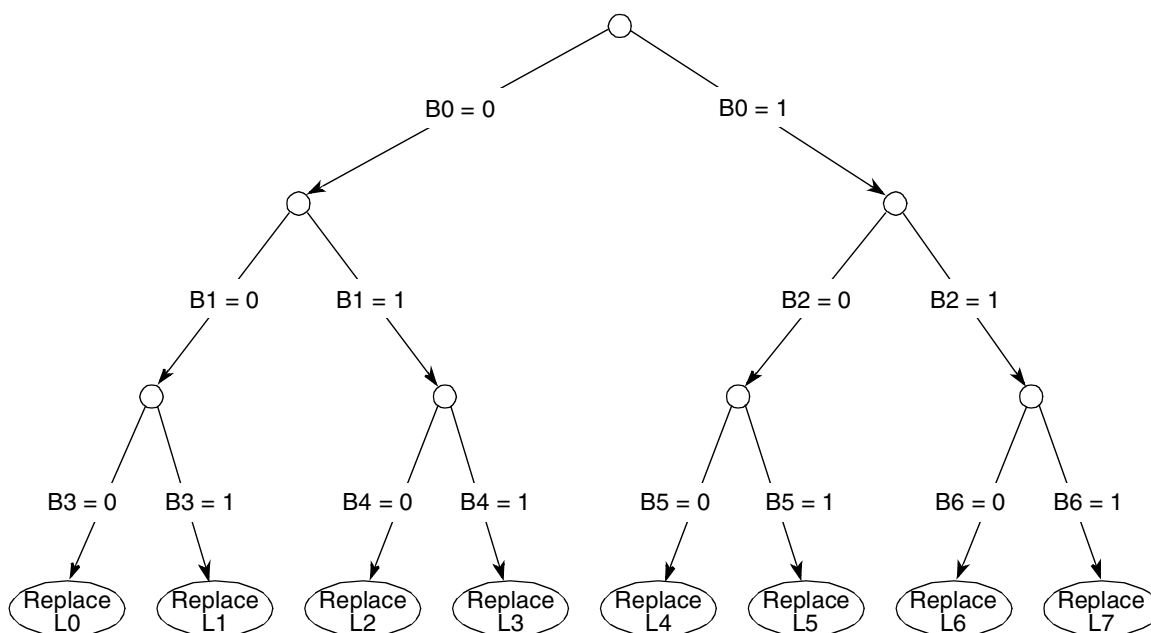 B0 = 0
B0 = 1
B1 = 0
B1 = 1
B2 = 0
B2 = 1
B3 = 0
B3 = 1
B4 = 0
B4 = 1
B5 = 0
B5 = 1
B6 = 0
B6 = 1
Replace
L0
Replace
L1
Replace
L2
Replace
L3
Replace
L4
Replace
L5
Replace
L6
Replace
L7